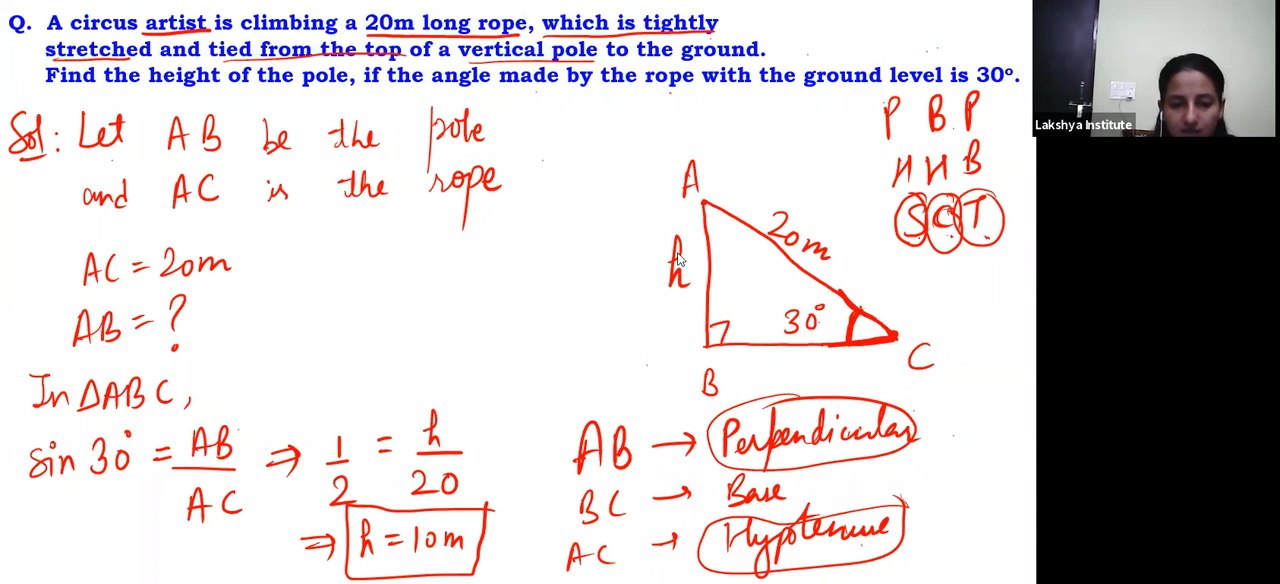 Q. A circus artist is climbing a 20m long rope, which is tightly
stretched and tied from the top of a vertical pole to the ground.
Find the height of the pole, if the angle made by the rope with the ground level is 30°.
Sol: Let AB be the pole
and AC is the rope
AC = 20m
AB = ?
In ΔABC,
sin 30° = AB/AC ⇒ 1/2 = h/20
⇒ h = 10m
A
h
20m
30°
B
C
P B P
H H B
S C T
AB → Perpendicular
BC → Base
AC → Hypotenuse
Lakshya Institute